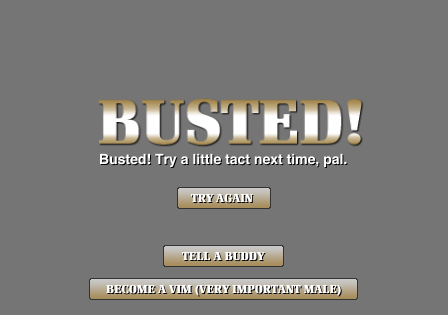 BUSTED!
Busted! Try a little tact next time, pal.
TRY AGAIN
TELL A BUDDY
BECOME A VIM (VERY IMPORTANT MALE)